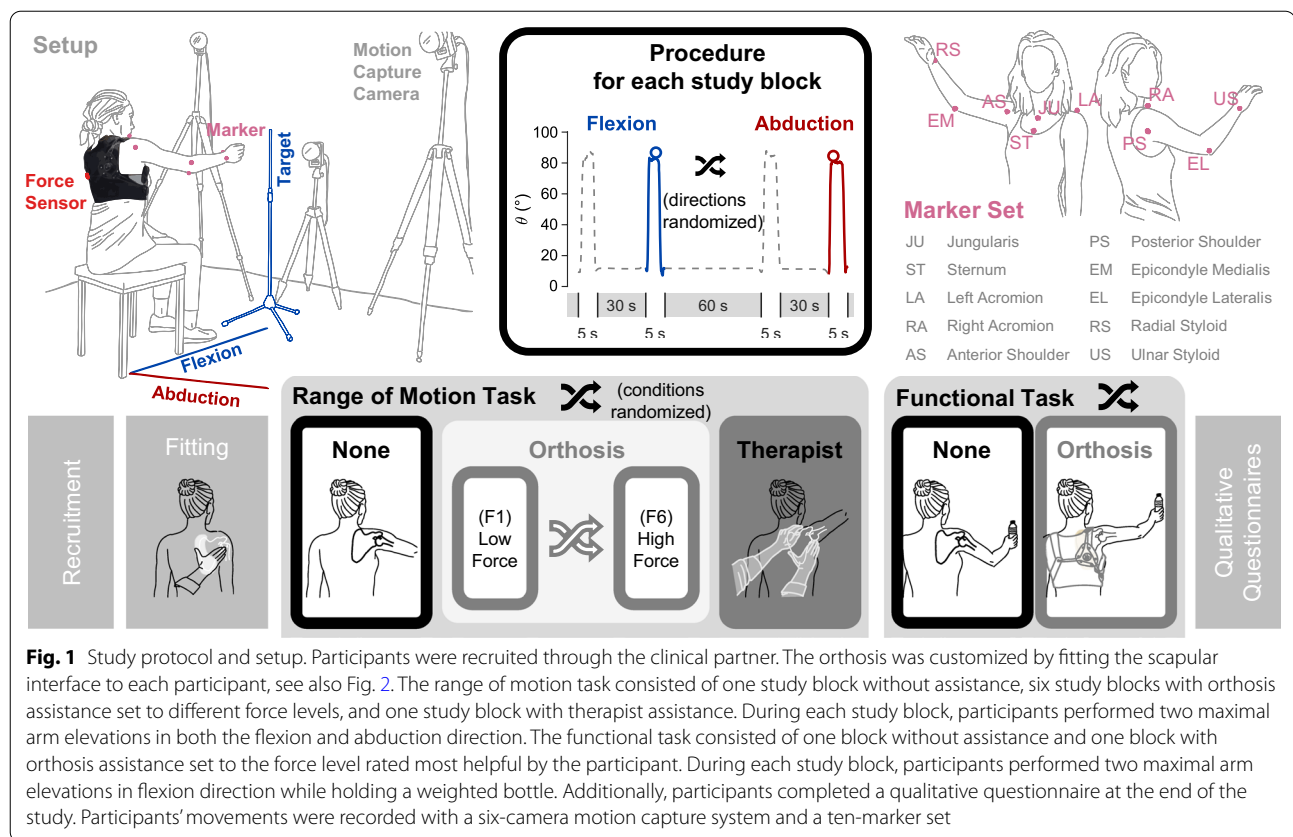 Setup
Motion
Capture
Camera
Marker
Target
Force
Sensor
Flexion
Abduction
Procedure
for each study block
Flexion
Abduction
100
80
60
40
20
0
θ (°)
(directions
randomized)
30 s
60 s
30 s
5 s
5 s
5 s
5 s
RS
AS
LA
JU
EM
ST
RA
US
PS
EL
Marker Set
JU Jungularis
PS Posterior Shoulder
ST Sternum
EM Epicondyle Medialis
LA Left Acromion
EL Epicondyle Lateralis
RA Right Acromion
RS Radial Styloid
AS Anterior Shoulder
US Ulnar Styloid
Recruitment
Fitting
Range of Motion Task
(conditions
randomized)
None
Orthosis
(F1)
Low
Force
(F6)
High
Force
Therapist
Functional Task
None
Orthosis
Qualitative
Questionnaires
Fig. 1 Study protocol and setup. Participants were recruited through the clinical partner. The orthosis was customized by fitting the scapular
interface to each participant, see also Fig. 2. The range of motion task consisted of one study block without assistance, six study blocks with orthosis
assistance set to different force levels, and one study block with therapist assistance. During each study block, participants performed two maximal
arm elevations in both the flexion and abduction direction. The functional task consisted of one block without assistance and one block with
orthosis assistance set to the force level rated most helpful by the participant. During each study block, participants performed two maximal arm
elevations in flexion direction while holding a weighted bottle. Additionally, participants completed a qualitative questionnaire at the end of the
study. Participants' movements were recorded with a six-camera motion capture system and a ten-marker set